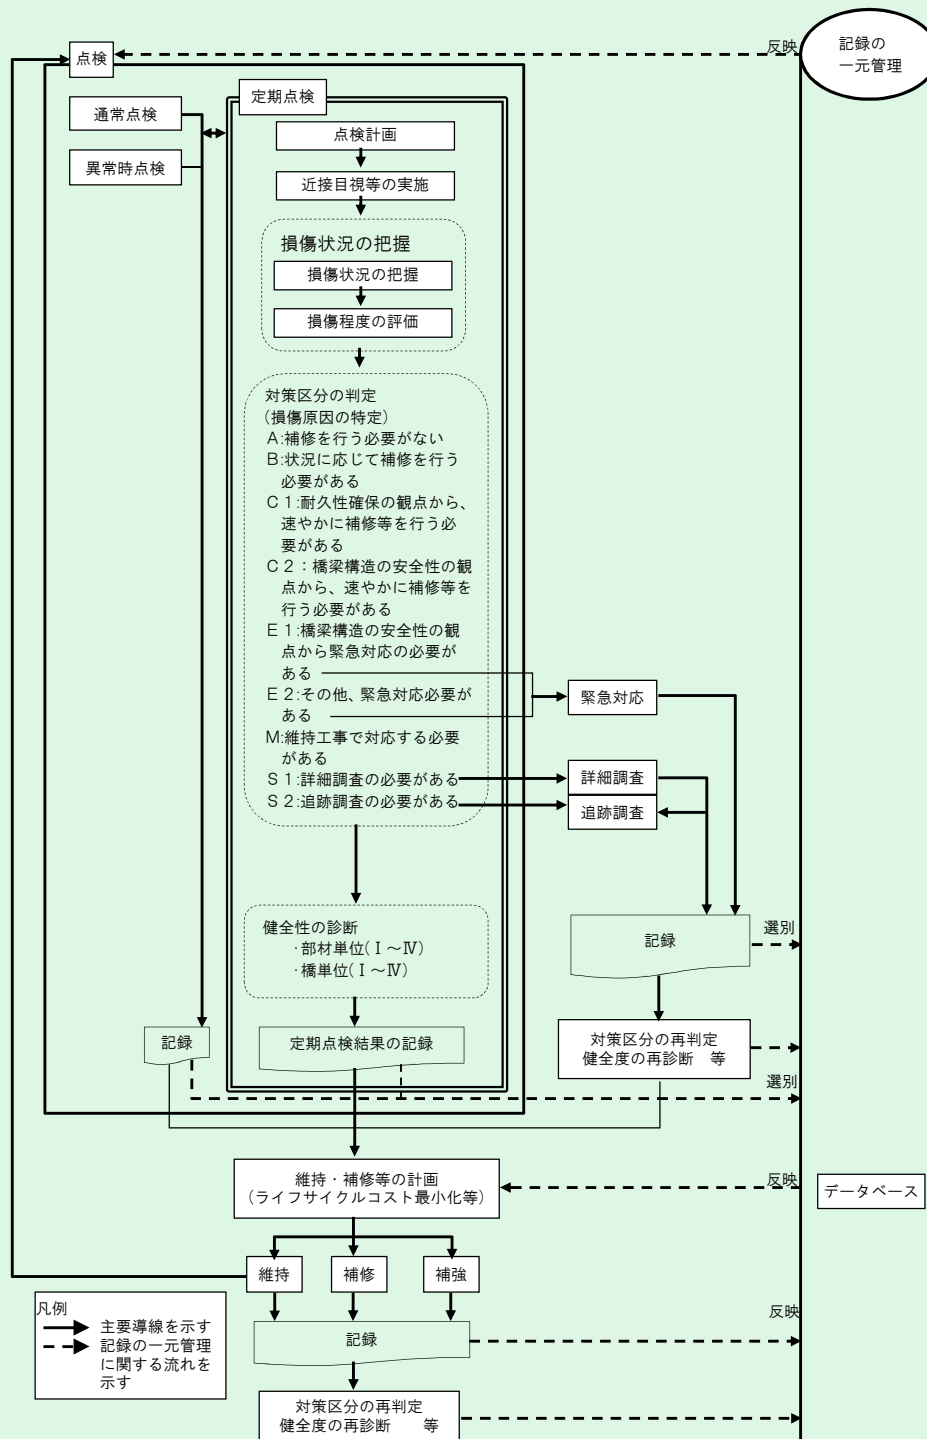 反映
記録の
一元管理
点検
定期点検
通常点検
異常時点検
点検計画
近接目視等の実施
損傷状況の把握
損傷状況の把握
損傷程度の評価
対策区分の判定
(損傷原因の特定)
A:補修を行う必要がない
B:状況に応じて補修を行う
必要がある
C1:耐久性確保の観点から、
速やかに補修等を行う必
要がある
C2：橋梁構造の安全性の観
点から、速やかに補修等を
行う必要がある
E1:橋梁構造の安全性の観
点から緊急対応の必要が
ある
E2:その他、緊急対応必要が
ある
M:維持工事で対応する必要
がある
S1:詳細調査の必要がある
S2:追跡調査の必要がある
緊急対応
詳細調査
追跡調査
健全性の診断
・部材単位(Ⅰ～Ⅳ)
・橋単位(Ⅰ～Ⅳ)
記録
選別
記録
定期点検結果の記録
対策区分の再判定
健全度の再診断　等
選別
維持・補修等の計画
(ライフサイクルコスト最小化等)
反映
データベース
維持
補修
補強
凡例
主要導線を示す
記録の一元管理
に関する流れを
示す
記録
反映
対策区分の再判定
健全度の再診断　等